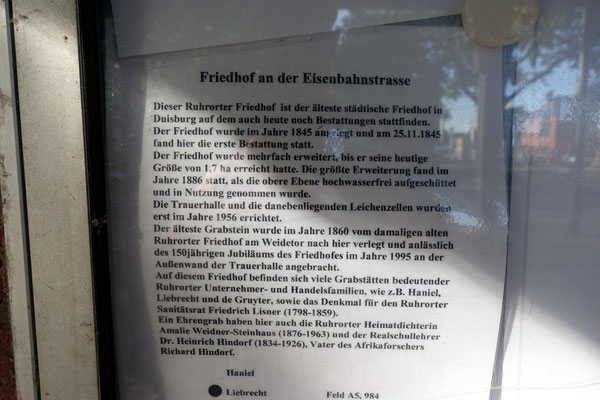 Friedhof an der Eisenbahnstrasse
Dieser Ruhrorter Friedhof ist der älteste städtische Friedhof in
Duisburg auf dem auch heute noch Bestattungen stattfinden.
Der Friedhof wurde im Jahre 1845 angelegt und am 25.11.1845
fand hier die erste Bestattung statt.
Der Friedhof wurde mehrfach erweitert, bis er seine heutige
Größe von 1,7 ha erreicht hatte. Die größte Erweiterung fand im
Jahre 1886 statt, als die obere Ebene hochwasserfrei aufgeschüttet
und in Nutzung genommen wurde.
Die Trauerhalle und die danebenliegenden Leichenzellen wurden
erst im Jahre 1956 errichtet.
Der älteste Grabstein wurde im Jahre 1860 vom damaligen alten
Ruhrorter Friedhof am Weidetor nach hier verlegt und anlässlich
des 150jährigen Jubiläums des Friedhofes im Jahre 1995 an der
Außenwand der Trauerhalle angebracht.
Auf diesem Friedhof befinden sich viele Grabstätten bedeutender
Ruhrorter Unternehmer- und Handelsfamilien, wie z.B. Haniel,
Liebrecht und de Gruyter, sowie das Denkmal für den Ruhrorter
Sanitätsrat Friedrich Lisner (1798-1859).
Ein Ehrengrab haben hier auch die Ruhrorter Heimatdichterin
Amalie Weidner-Steinhaus (1876-1963) und der Realschullehrer
Dr. Heinrich Hindorf (1834-1926), Vater des Afrikaforschers
Richard Hindorf.
Haniel
Liebrecht Feld A5, 984